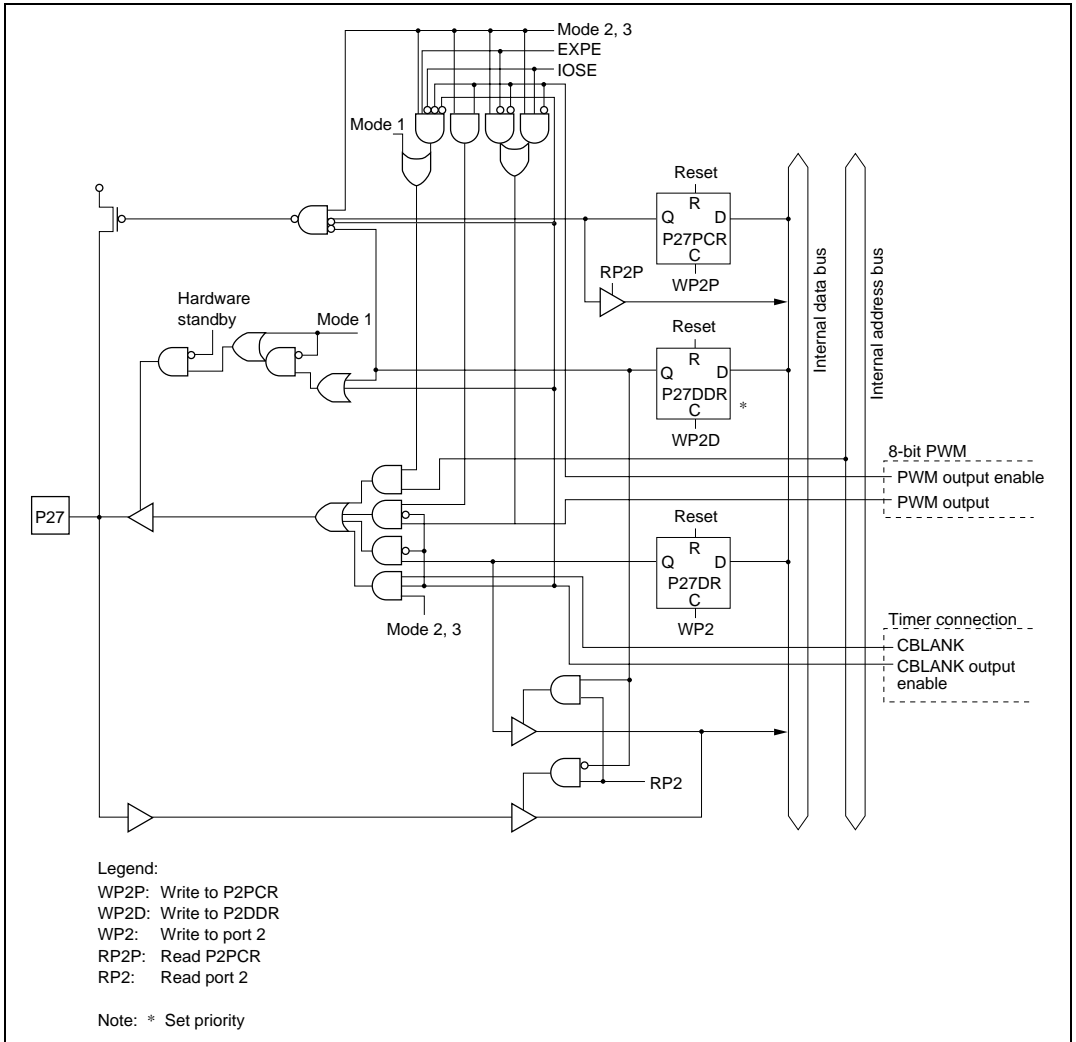 Mode 2, 3
EXPE
IOSE
Mode 1
Reset
R
Q D
P27PCR
C
WP2P
RP2P
Hardware
standby
Mode 1
Reset
R
Q D
P27DDR
C
*
WP2D
Internal data bus
Internal address bus
8-bit PWM
PWM output enable
PWM output
P27
Reset
R
Q D
P27DR
C
WP2
Mode 2, 3
Timer connection
CBLANK
CBLANK output
enable
RP2
Legend:
WP2P: Write to P2PCR
WP2D: Write to P2DDR
WP2: Write to port 2
RP2P: Read P2PCR
RP2: Read port 2
Note: * Set priority